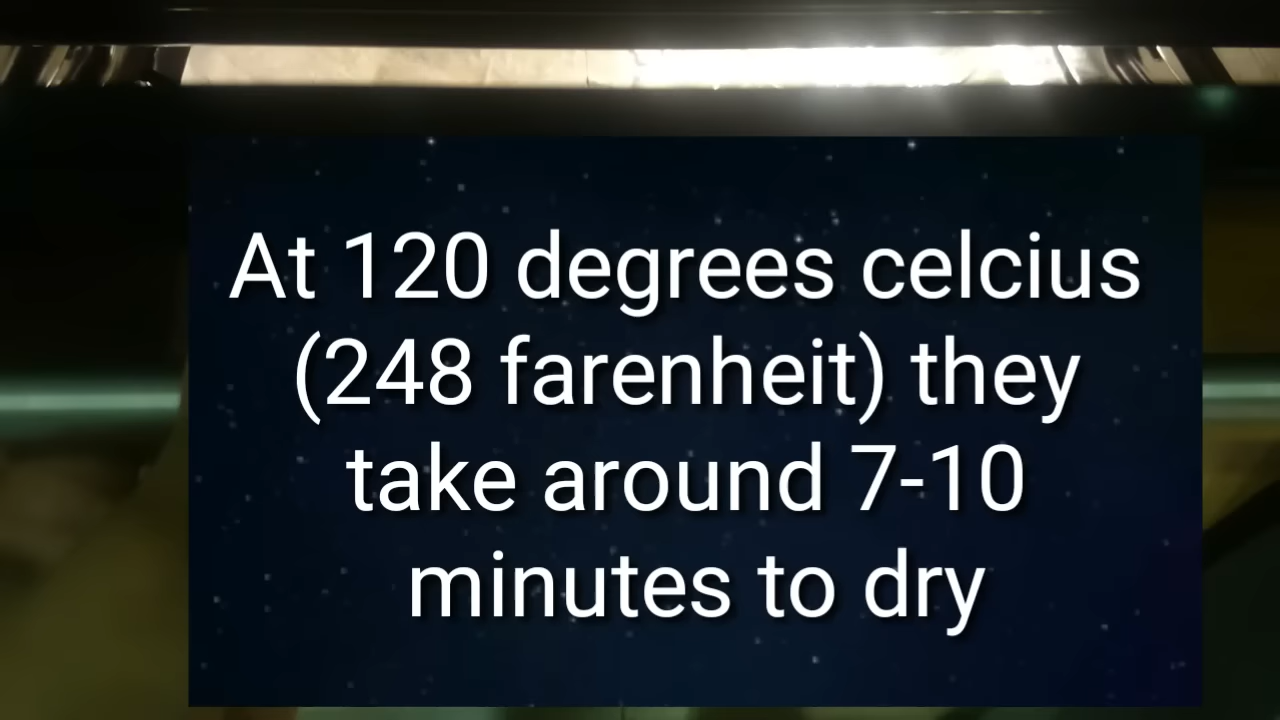 At 120 degrees celcius
(248 farenheit) they
take around 7-10
minutes to dry